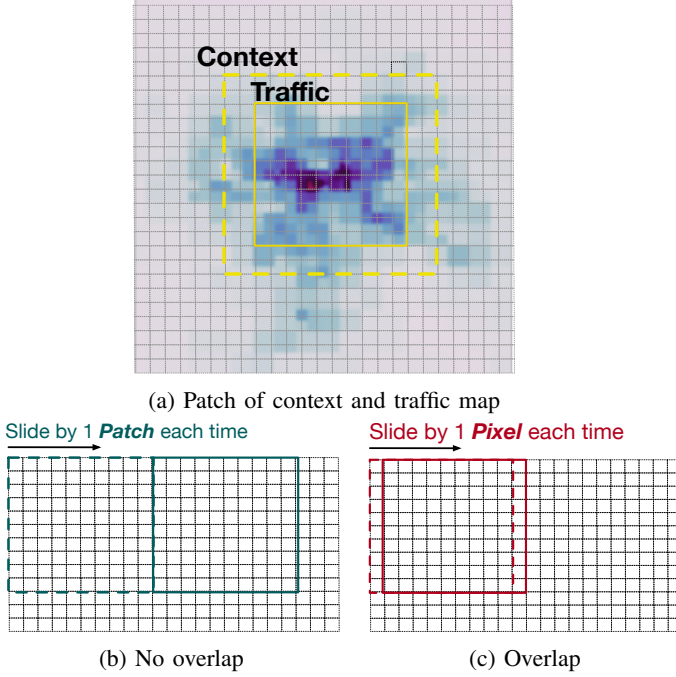 Context
Traffic
(a) Patch of context and traffic map
Slide by 1 Patch each time
Slide by 1 Pixel each time
(b) No overlap
(c) Overlap